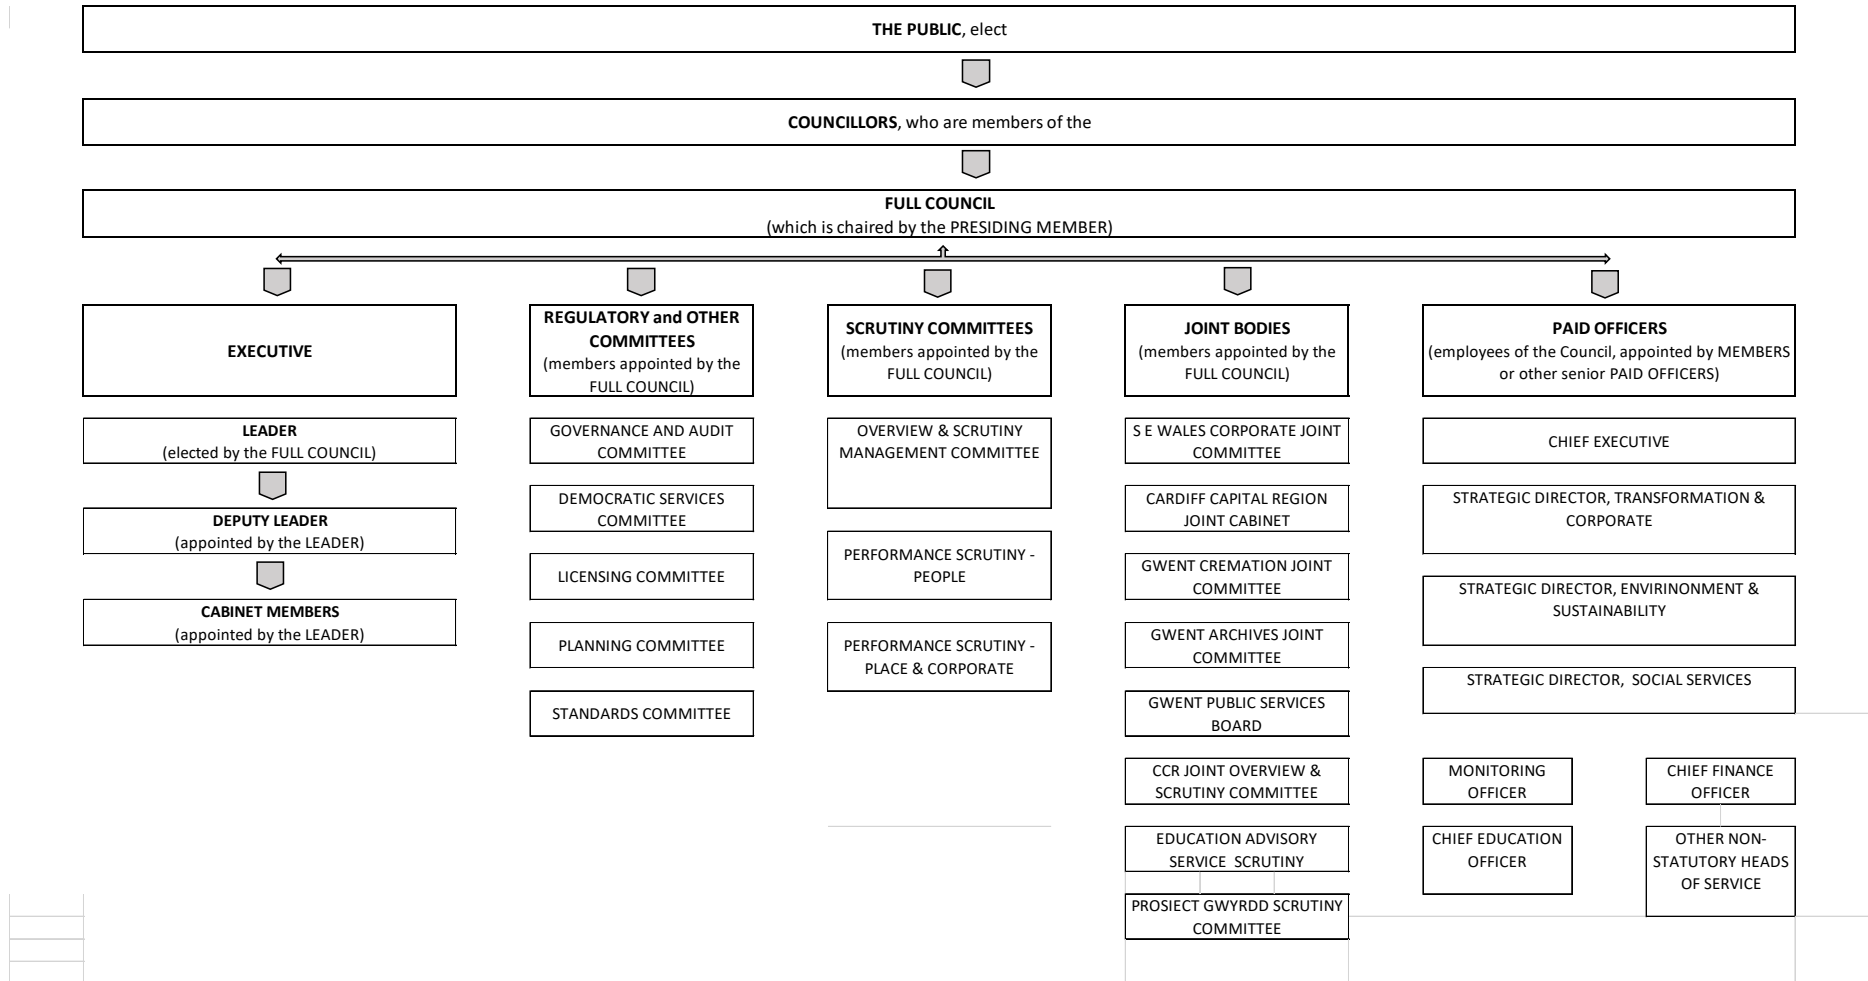 THE PUBLIC, elect
COUNCILLORS, who are members of the
FULL COUNCIL
(which is chaired by the PRESIDING MEMBER)
EXECUTIVE
LEADER
(elected by the FULL COUNCIL)
DEPUTY LEADER
(appointed by the LEADER)
CABINET MEMBERS
(appointed by the LEADER)
REGULATORY and OTHER
COMMITTEES
(members appointed by the
FULL COUNCIL)
GOVERNANCE AND AUDIT
COMMITTEE
DEMOCRATIC SERVICES
COMMITTEE
LICENSING COMMITTEE
PLANNING COMMITTEE
STANDARDS COMMITTEE
SCRUTINY COMMITTEES
(members appointed by the
FULL COUNCIL)
OVERVIEW & SCRUTINY
MANAGEMENT COMMITTEE
PERFORMANCE SCRUTINY -
PEOPLE
PERFORMANCE SCRUTINY -
PLACE & CORPORATE
JOINT BODIES
(members appointed by the
FULL COUNCIL)
S E WALES CORPORATE JOINT
COMMITTEE
CARDIFF CAPITAL REGION
JOINT CABINET
GWENT CREMATION JOINT
COMMITTEE
GWENT ARCHIVES JOINT
COMMITTEE
GWENT PUBLIC SERVICES
BOARD
CCR JOINT OVERVIEW &
SCRUTINY COMMITTEE
EDUCATION ADVISORY
SERVICE  SCRUTINY
PROSIECT GWYRDD SCRUTINY
COMMITTEE
PAID OFFICERS
(employees of the Council, appointed by MEMBERS
or other senior PAID OFFICERS)
CHIEF EXECUTIVE
STRATEGIC DIRECTOR, TRANSFORMATION &
CORPORATE
STRATEGIC DIRECTOR, ENVIRINONMENT &
SUSTAINABILITY
STRATEGIC DIRECTOR,  SOCIAL SERVICES
MONITORING
OFFICER
CHIEF FINANCE
OFFICER
CHIEF EDUCATION
OFFICER
OTHER NON-
STATUTORY HEADS
OF SERVICE